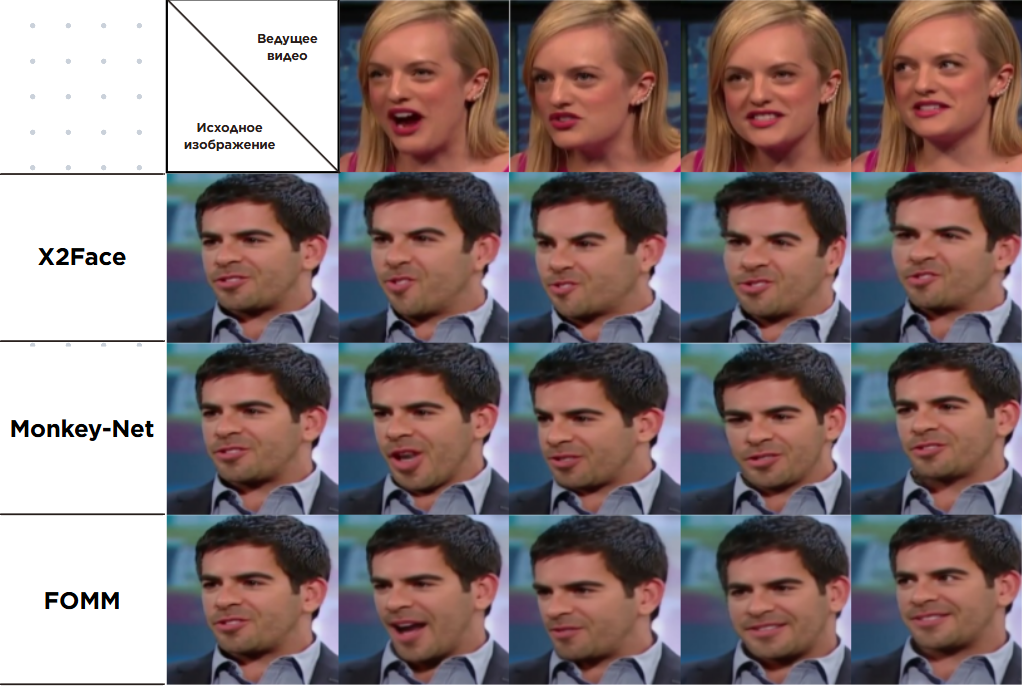 Ведущее
видео
Исходное
изображение
X2Face
Monkey-Net
FOMM